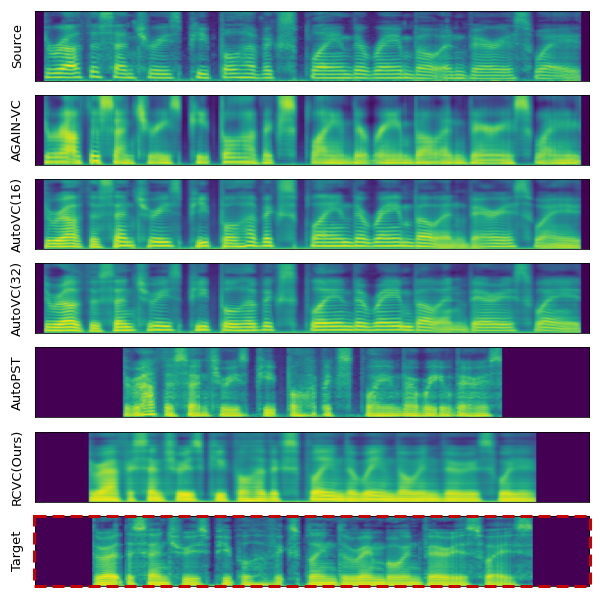 Source
AGAIN-VC
AutoVC(16)
AutoVC(32)
AutoPST
RCVC(Ours)
Target